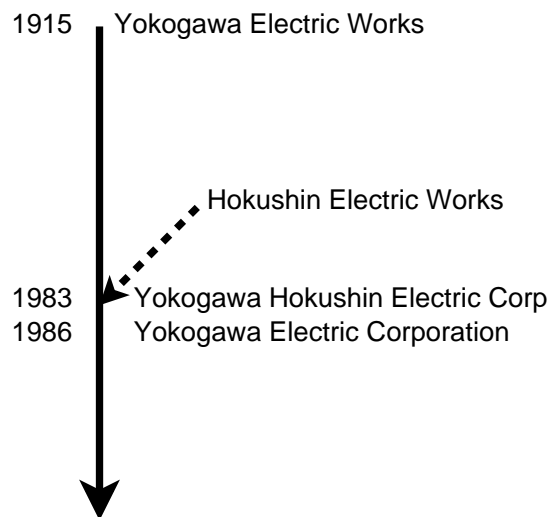 1915 Yokogawa Electric Works
Hokushin Electric Works
1983 Yokogawa Hokushin Electric Corp
1986 Yokogawa Electric Corporation